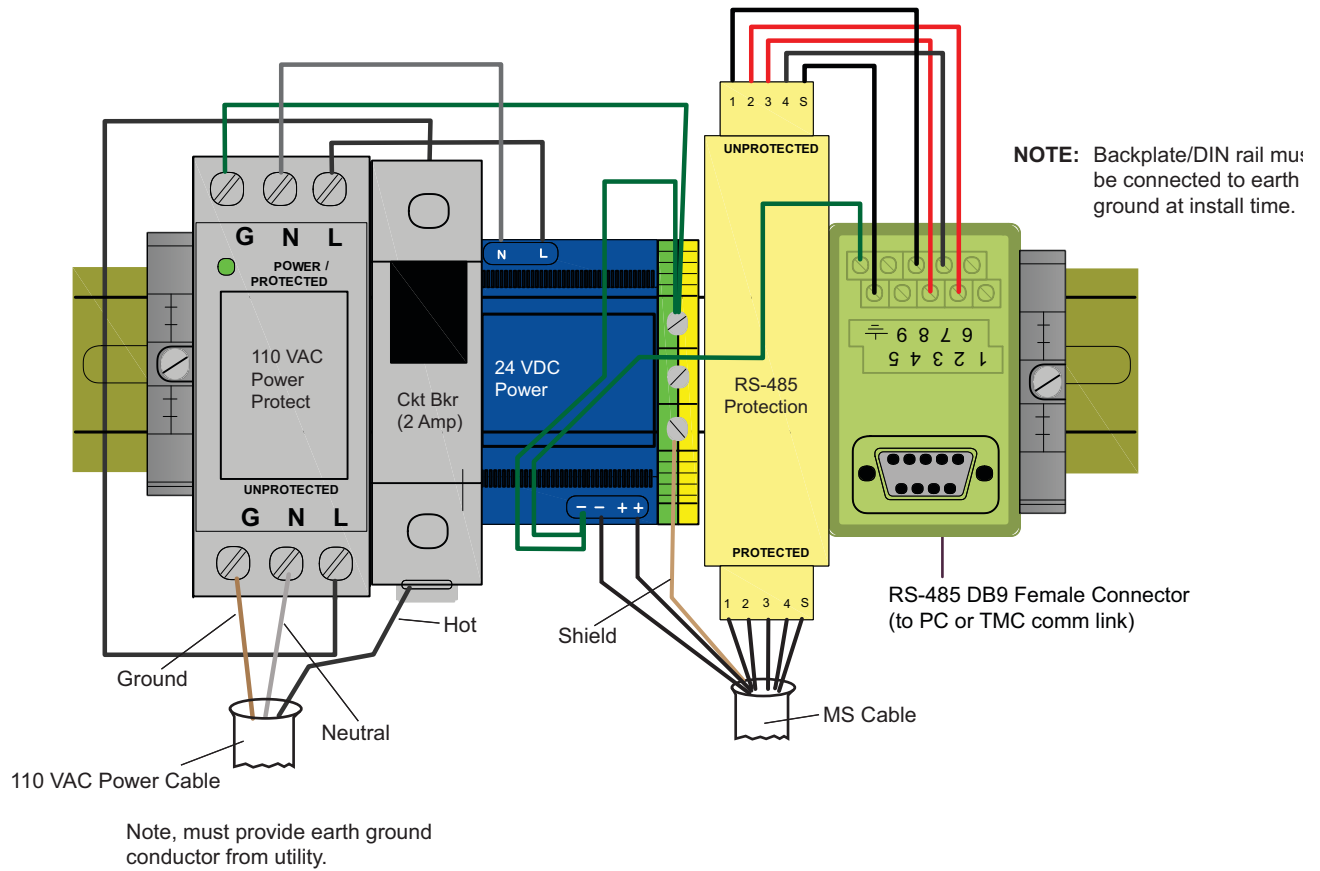 1 2 3 4 S
UNPROTECTED
NOTE: Backplate/DIN rail
be connected to earth
ground at install time.
G N L
POWER /
PROTECTED
N L
110 VAC
Power
Protect
Ckt Bkr
(2 Amp)
24 VDC
Power
RS-485
Protection
9 8 7 6
5 4 3 2 1
UNPROTECTED
G N L
– – + +
PROTECTED
1 2 3 4 S
RS-485 DB9 Female Connector
(to PC or TMC comm link)
Hot
Shield
Ground
Neutral
MS Cable
110 VAC Power Cable
Note, must provide earth ground
conductor from utility.